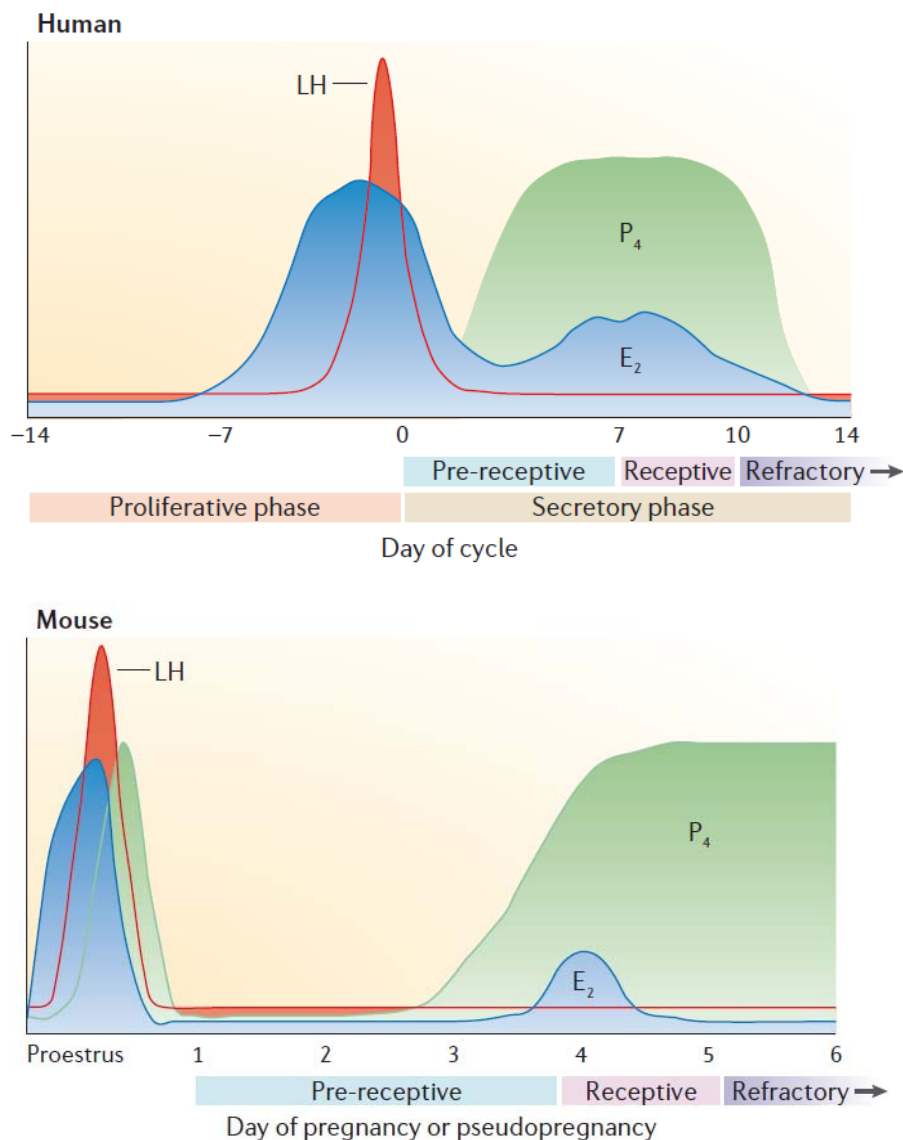 Human
LH
P₄
E₂
–14 –7 0 7 10 14
Pre-receptive Receptive Refractory
Proliferative phase Secretory phase
Day of cycle
Mouse
LH
P₄
E₂
Proestrus 1 2 3 4 5 6
Pre-receptive Receptive Refractory
Day of pregnancy or pseudopregnancy